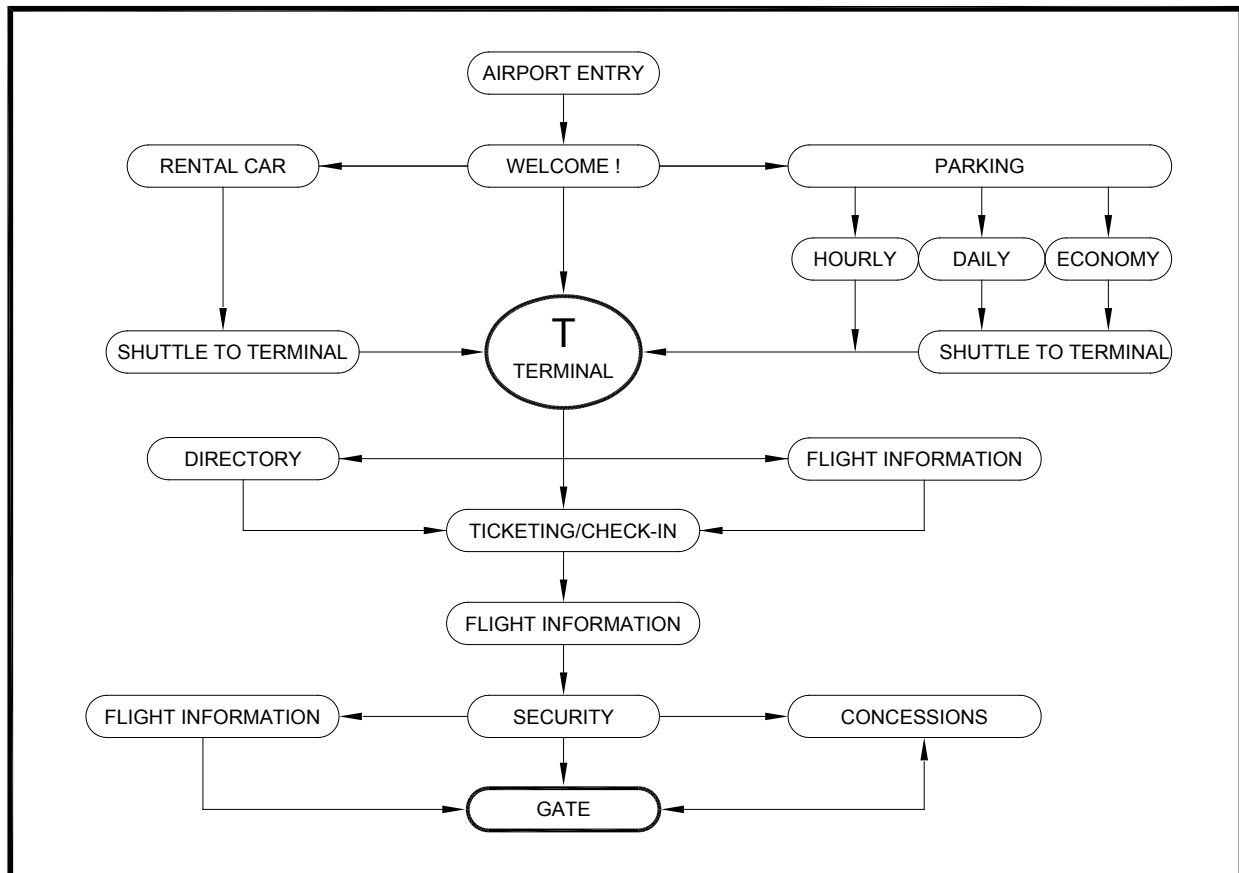 AIRPORT ENTRY
RENTAL CAR
WELCOME !
PARKING
HOURLY
DAILY
ECONOMY
SHUTTLE TO TERMINAL
T
TERMINAL
SHUTTLE TO TERMINAL
DIRECTORY
FLIGHT INFORMATION
TICKETING/CHECK-IN
FLIGHT INFORMATION
FLIGHT INFORMATION
SECURITY
CONCESSIONS
GATE